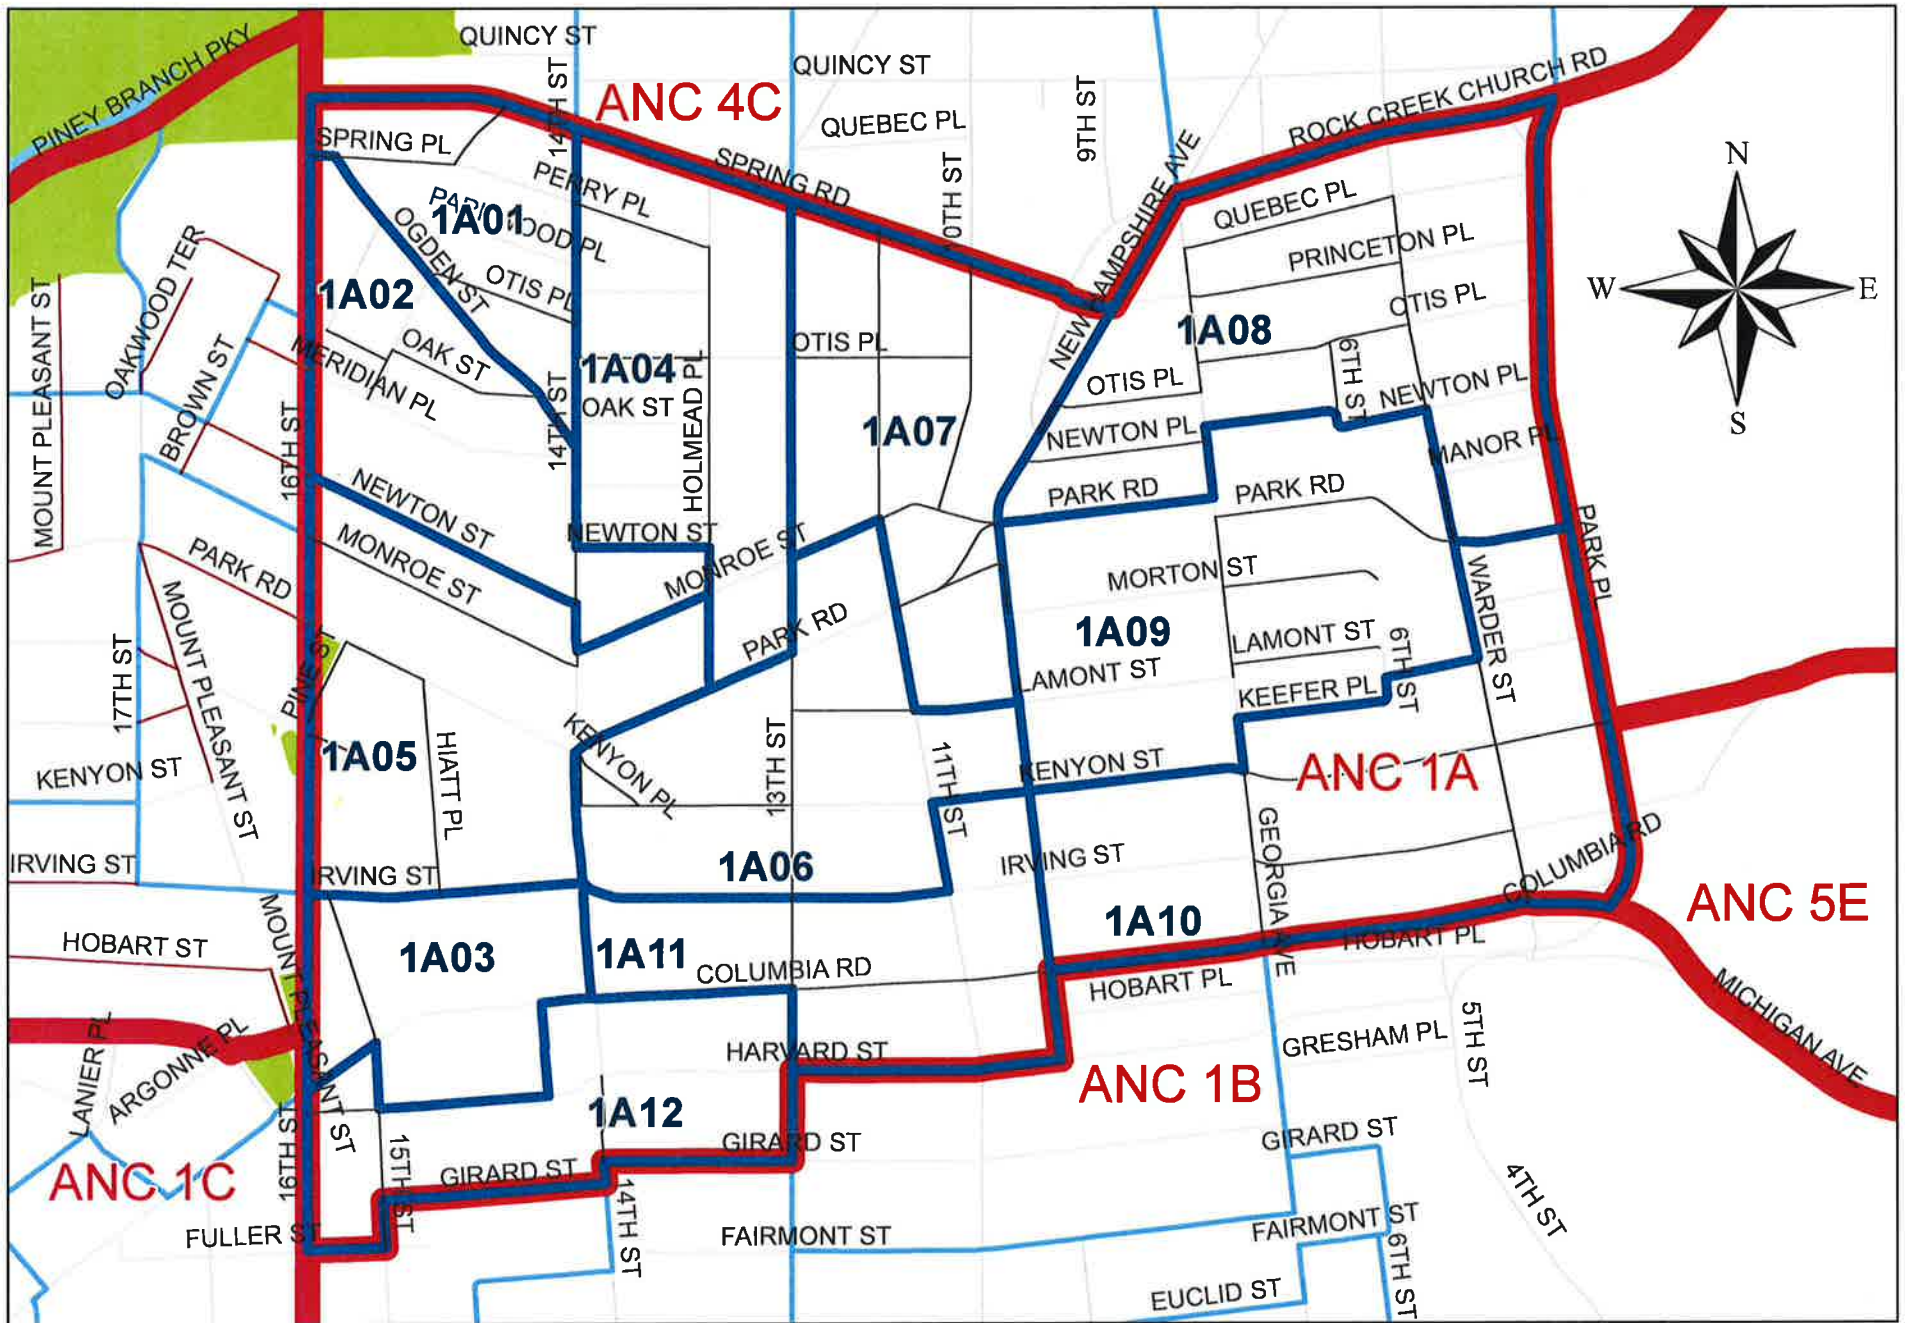 QUINCY ST
QUINCY ST
PINEY BRANCH PKY
14TH ST
ANC 4C
QUEBEC PL
9TH ST
ROCK CREEK CHURCH RD
SPRING PL
SPRING RD
10TH ST
NEW HAMPSHIRE AVE
N
PERRY PL
1A01
OGDEN ST
QUEBEC PL
PRINCETON PL
OTIS PL
OAKWOOD TER
MOUNT PLEASANT ST
1A02
OTIS PL
W
E
BROWN ST
MERIDIAN PL
OAK ST
1A04
OTIS PL
1A08
6TH ST
OTIS PL
NEWTON PL
OAK ST
HOLMEAD PL
14TH ST
1A07
NEWTON PL
S
MANOR PL
16TH ST
NEWTON ST
PARK RD
PARK RD
NEWTON ST
MONROE ST
MONROE ST
PARK RD
PARK PL
MORTON ST
MOUNT PLEASANT ST
PARK RD
1A09
LAMONT ST
6TH ST
WARDER ST
17TH ST
PINE ST
LAMONT ST
KEEFER PL
1A05
HIATT PL
KENYON PL
13TH ST
11TH ST
KENYON ST
ANC 1A
KENYON ST
IRVING ST
IRVING ST
1A06
IRVING ST
GEORGIA AVE
COLUMBIA RD
ANC 5E
HOBART ST
MOUNT PLEASANT ST
1A03
1A11
COLUMBIA RD
1A10
HOBART PL
HOBART PL
MICHIGAN AVE
LANIER PL
ARGONNE PL
HARVARD ST
ANC 1B
GRESHAM PL
5TH ST
1A12
GIRARD ST
GIRARD ST
ANC 1C
16TH ST
15TH ST
GIRARD ST
14TH ST
4TH ST
FULLER ST
FAIRMONT ST
FAIRMONT ST
6TH ST
EUCLID ST